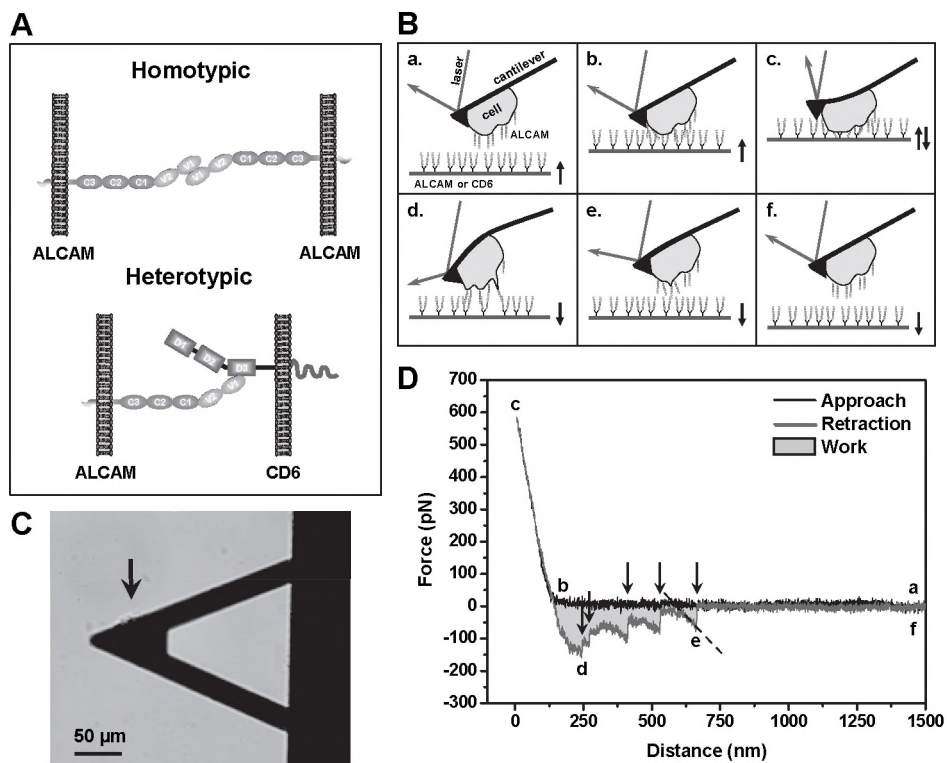 A
Homotypic
C3 C2 C1 V2 V1 V1 V2 C1 C2 C3
ALCAM ALCAM
Heterotypic
D1 D2 D3
C3 C2 C1 V2 V1
ALCAM CD6
B
a. laser cantilever
cell
ALCAM
ALCAM or CD6
b.
c.
d.
e.
f.
C
50 µm
D
700
600
500
400
300
200
100
0
-100
-200
-300
Force (pN)
c
Approach
Retraction
Work
b
a
d
e
f
0 250 500 750 1000 1250 1500
Distance (nm)